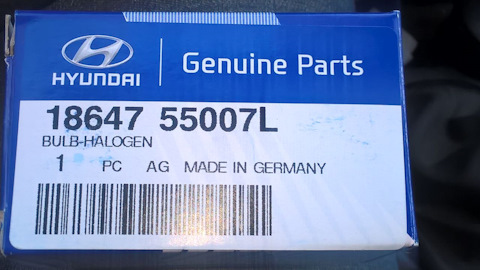 HYUNDAI
Genuine Parts
18647 55007L
BULB-HALOGEN
1 PC AG MADE IN GERMANY